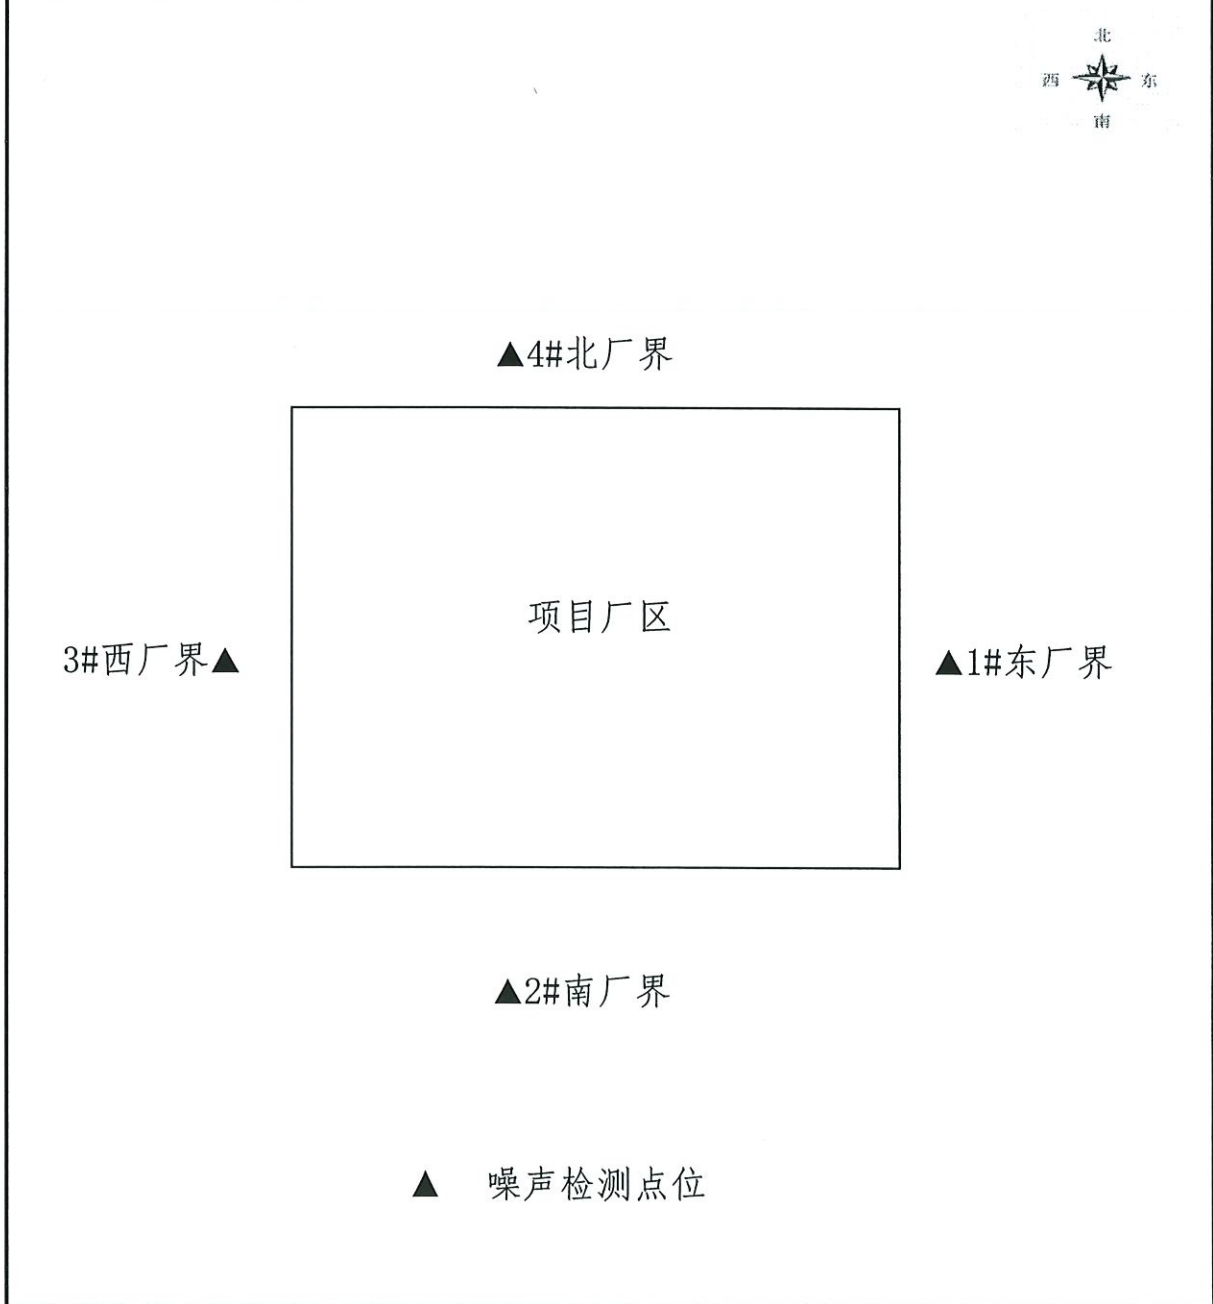 北
西 东
南
▲4#北厂界
项目厂区
3#西厂界▲
▲1#东厂界
▲2#南厂界
▲ 噪声检测点位